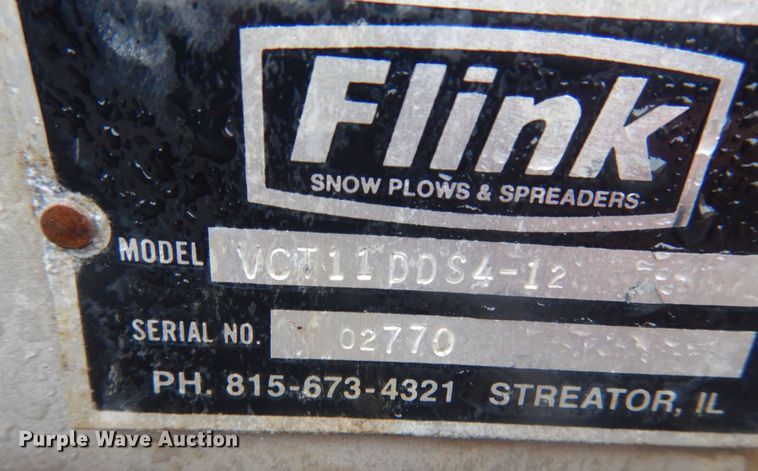 Flink
SNOW PLOWS & SPREADERS
MODEL VCT11DDS4-12
SERIAL NO. 02770
PH. 815-673-4321 STREATOR, IL
Purple Wave Auction